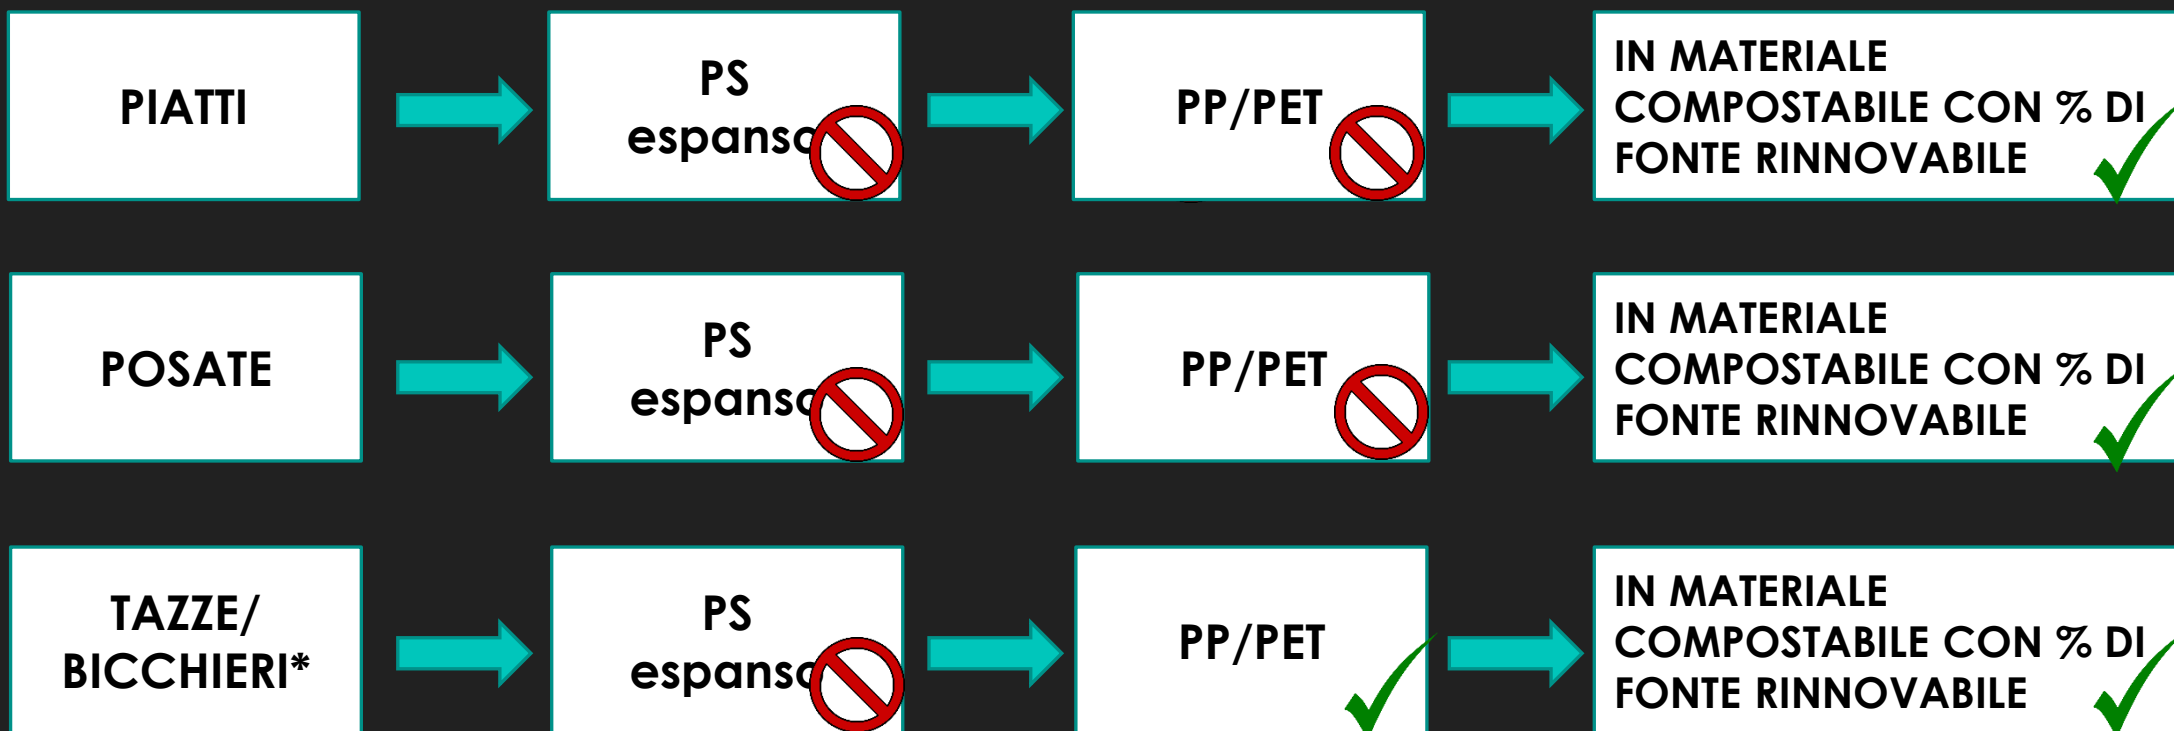 PIATTI
PS
espanso
PP/PET
IN MATERIALE
COMPOSTABILE CON % DI
FONTE RINNOVABILE
POSATE
PS
espanso
PP/PET
IN MATERIALE
COMPOSTABILE CON % DI
FONTE RINNOVABILE
TAZZE/
BICCHIERI*
PS
espanso
PP/PET
IN MATERIALE
COMPOSTABILE CON % DI
FONTE RINNOVABILE